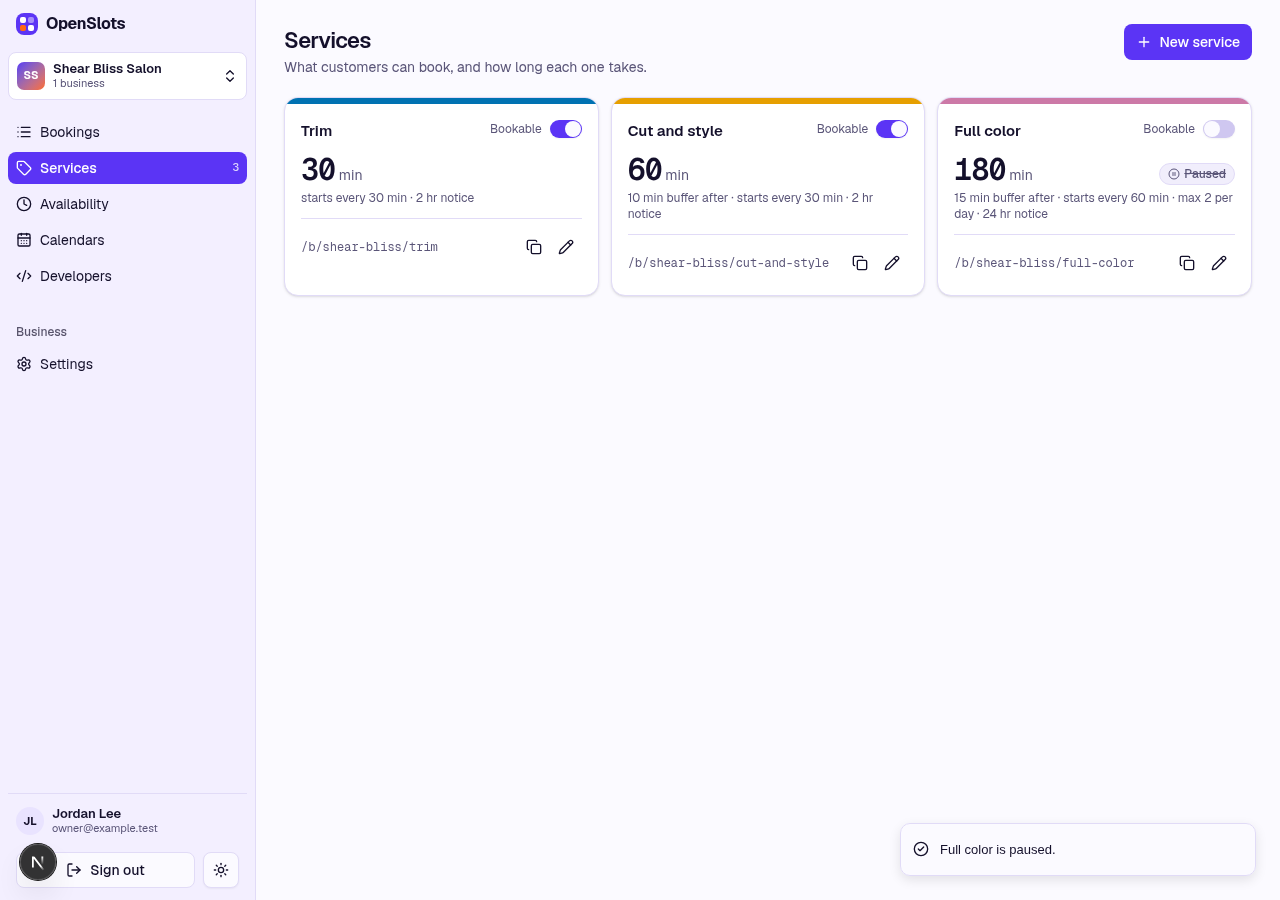 OpenSlots
SS
Shear Bliss Salon
1 business
Bookings
Services
3
Availability
Calendars
Developers
Business
Settings
JL
Jordan Lee
owner@example.test
N
Sign out
Services
What customers can book, and how long each one takes.
New service
Trim
Bookable
30 min
starts every 30 min · 2 hr notice
/b/shear-bliss/trim
Cut and style
Bookable
60 min
10 min buffer after · starts every 30 min · 2 hr
notice
/b/shear-bliss/cut-and-style
Full color
Bookable
180 min
Paused
15 min buffer after · starts every 60 min · max 2 per
day · 24 hr notice
/b/shear-bliss/full-color
Full color is paused.